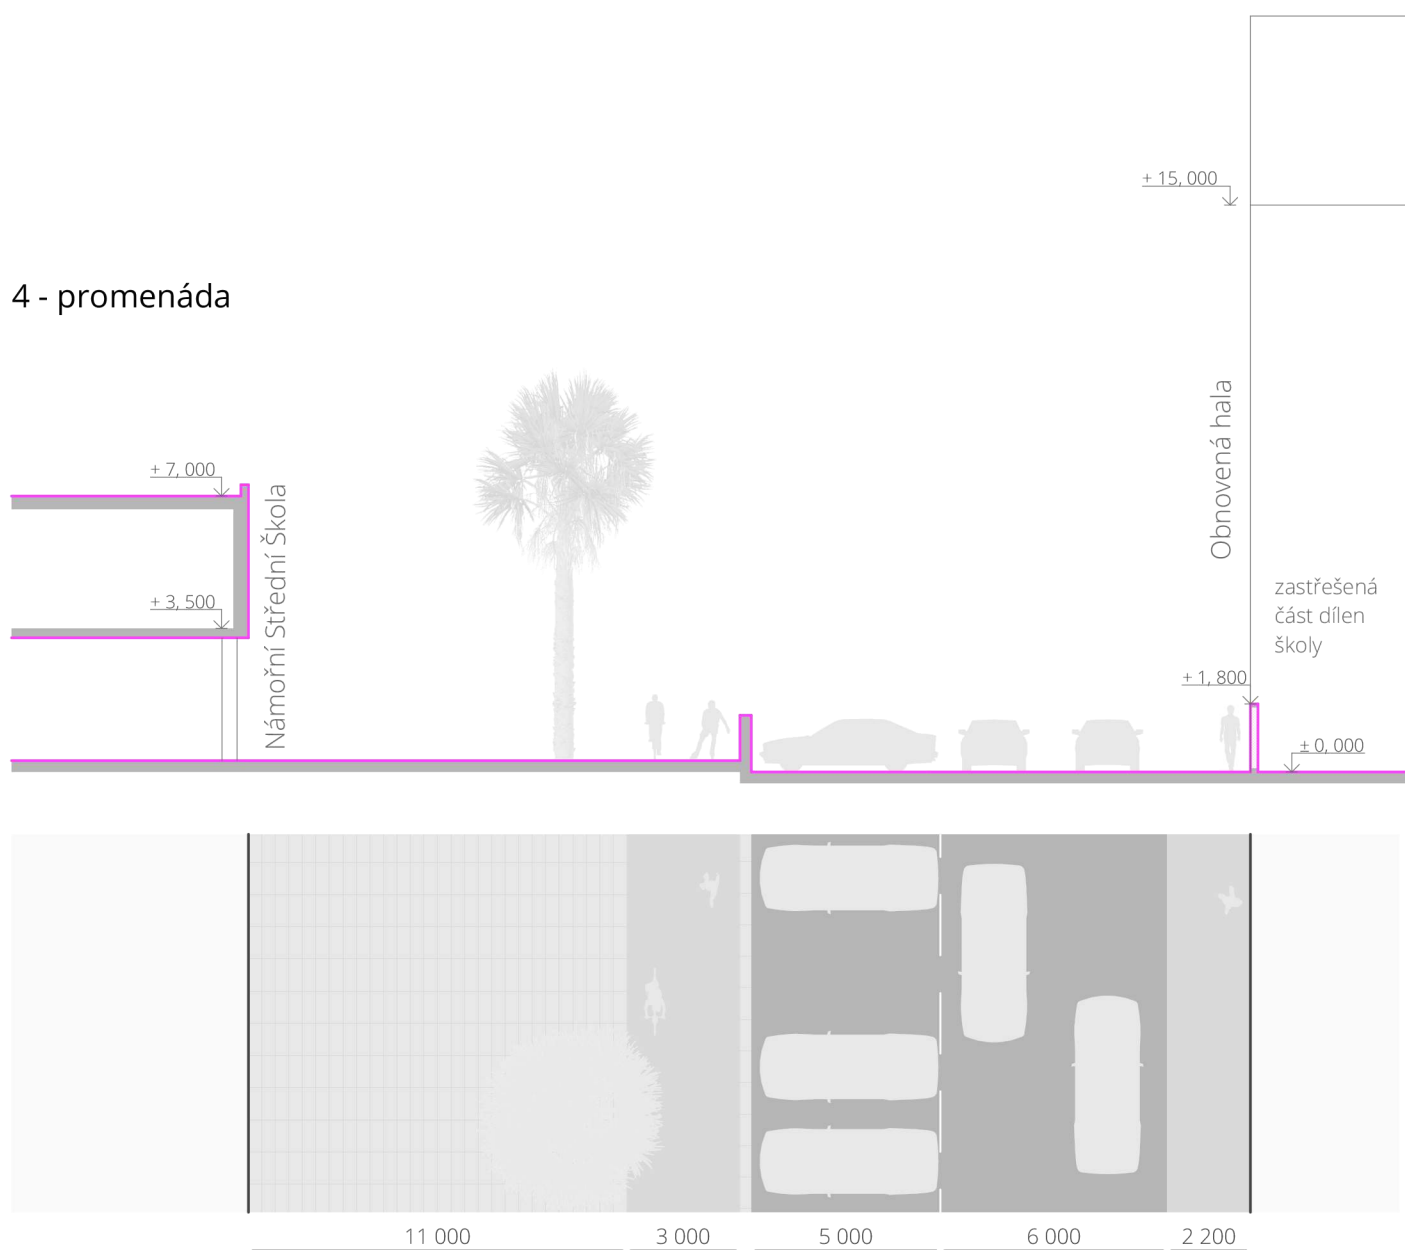 + 15, 000
4 - promenáda
Obnovená hala
+ 7, 000
Námořní Střední Škola
+ 3, 500
zastřešená
část dílen
školy
+ 1, 800
± 0, 000
11 000
3 000
5 000
6 000
2 200